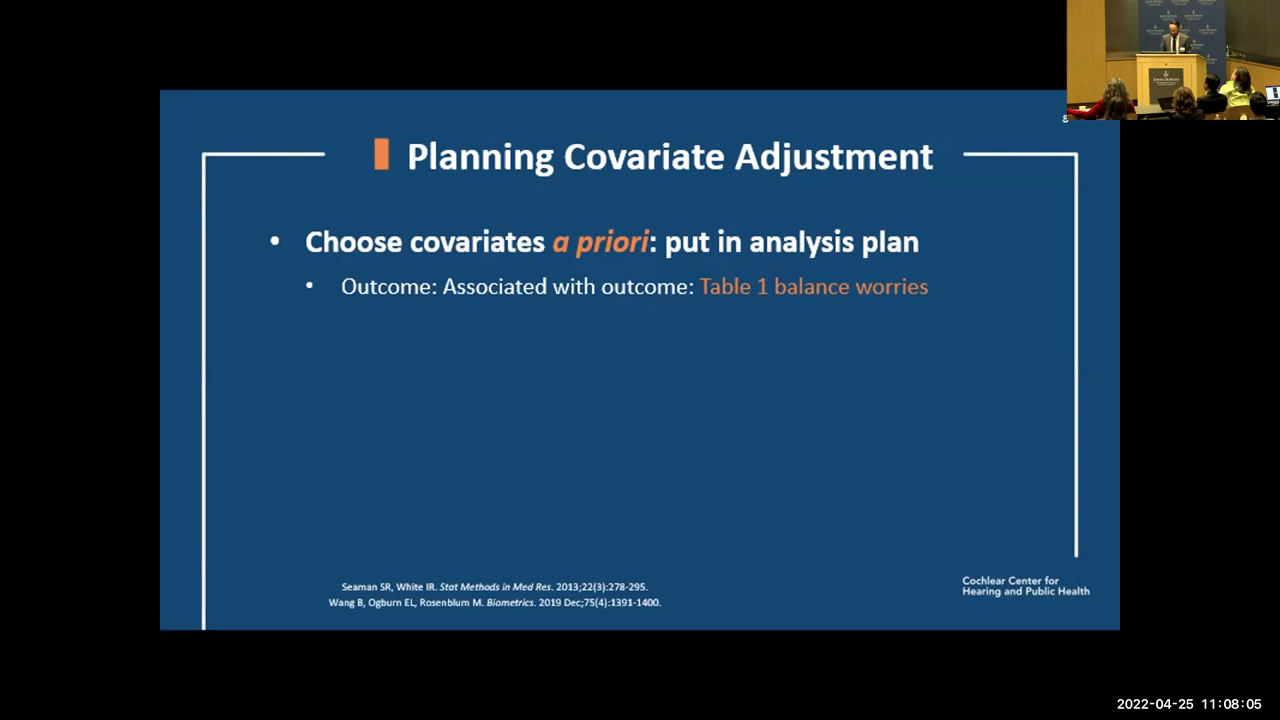 Planning Covariate Adjustment
• Choose covariates a priori: put in analysis plan
• Outcome: Associated with outcome: Table 1 balance worries
Seaman SR, White IR. Stat Methods in Med Res. 2013;22(3):278-295.
Wang B, Ogburn EL, Rosenblum M. Biometrics. 2019 Dec;75(4):1391-1400.
Cochlear Center for
Hearing and Public Health
2022-04-25 11:08:05